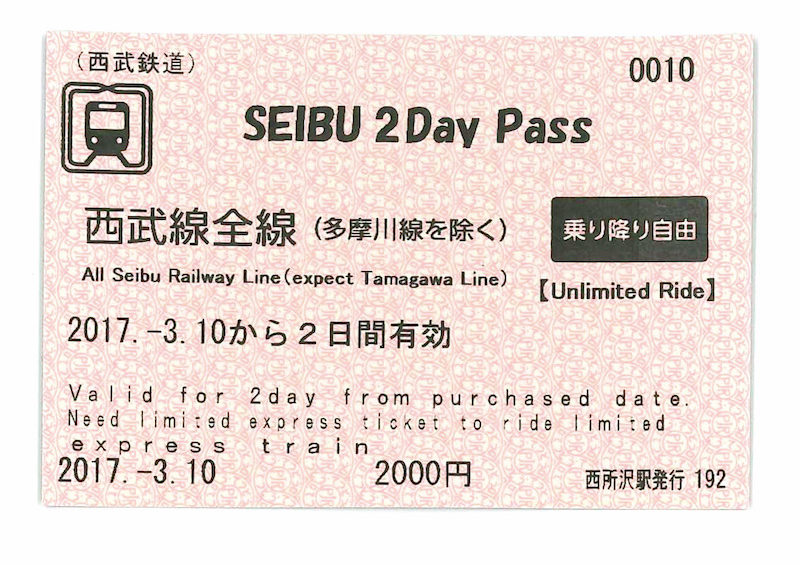 (西武鉄道)
0010
SEIBU 2Day Pass
西武線全線(多摩川線を除く)
乗り降り自由
All Seibu Railway Line(expect Tamagawa Line)
【Unlimited Ride】
2017.-3.10から2日間有効
Valid for 2day from purchased date.
Need limited express ticket to ride limited
express train
2017.-3.10 2000円 西所沢駅発行 192